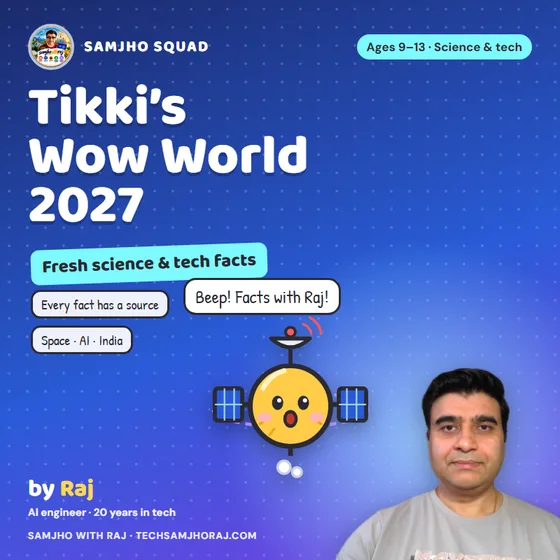 SAMJHO SQUAD
Ages 9–13 · Science & tech
Tikki's
Wow World
2027
Fresh science & tech facts
Every fact has a source
Beep! Facts with Raj!
Space · AI · India
by Raj
AI engineer · 20 years in tech
SAMJHO WITH RAJ · TECHSAMJHORAJ.COM